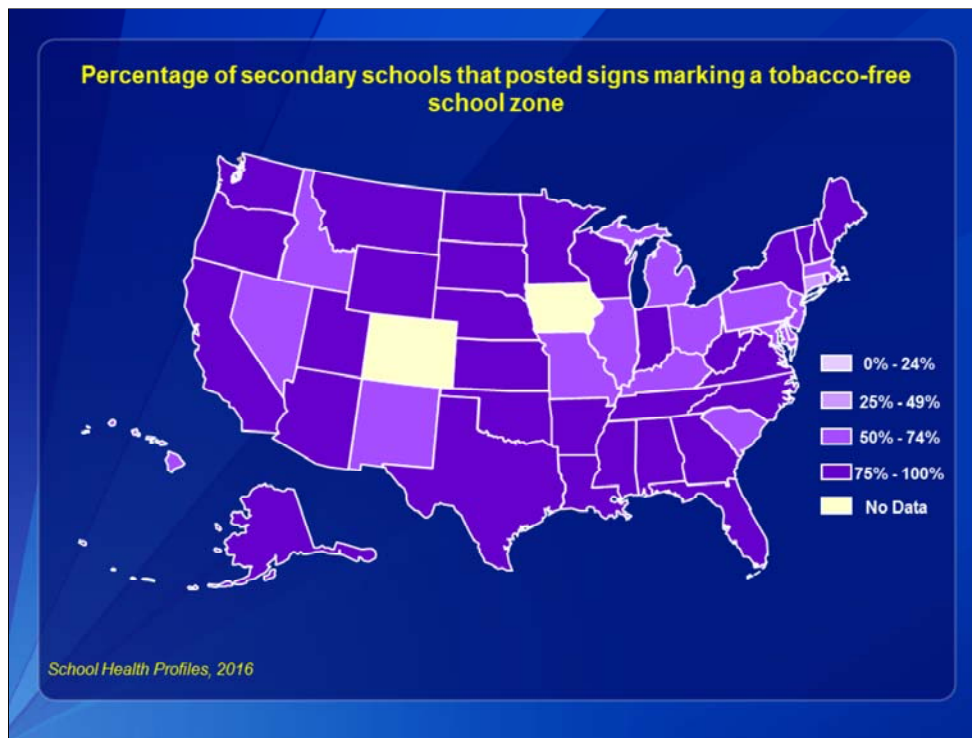 Percentage of secondary schools that posted signs marking a tobacco-free
school zone
0% - 24%
25% - 49%
50% - 74%
75% - 100%
No Data
School Health Profiles, 2016